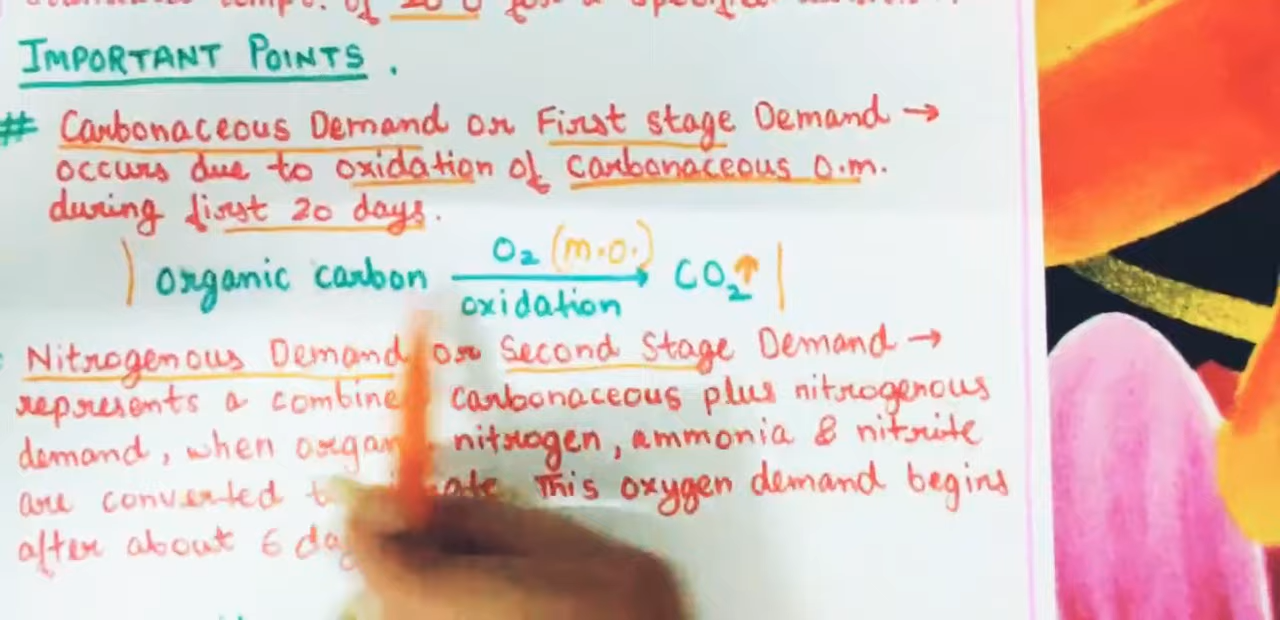 IMPORTANT POINTS.
# Carbonaceous Demand or First stage Demand →
occurs due to oxidation of carbonaceous O.m.
during first 20 days.
organic carbon O₂ (m.o.) oxidation → CO₂↑
Nitrogenous Demand or Second Stage Demand →
represents a carbonaceous plus nitrogenous
demand, when nitrogen, ammonia & nitrite
are converted This oxygen demand begins
after about 6